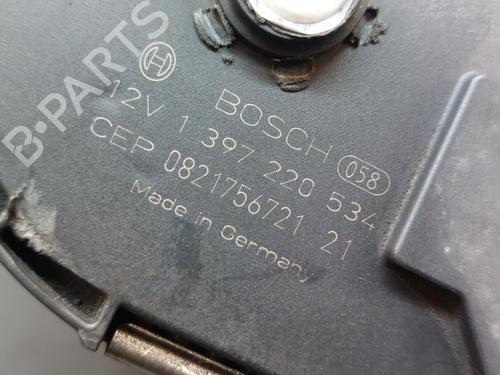 BOSCH 058
12V 1 397 220 534
CEP 0821756721 21
Made in Germany
B-PARTS